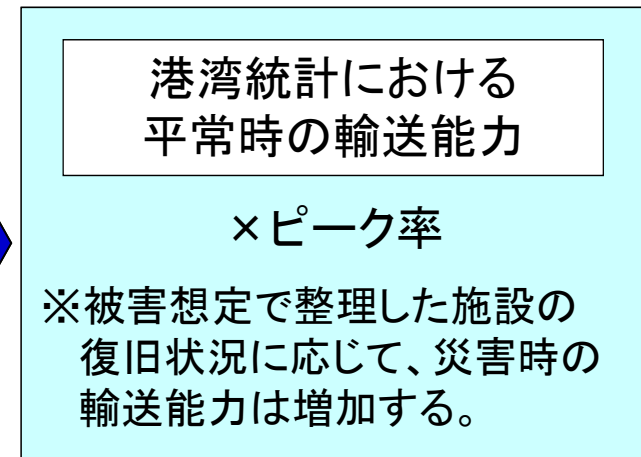 港湾統計における
平常時の輸送能力
×ピーク率
※被害想定で整理した施設の
復旧状況に応じて、災害時の
輸送能力は増加する。